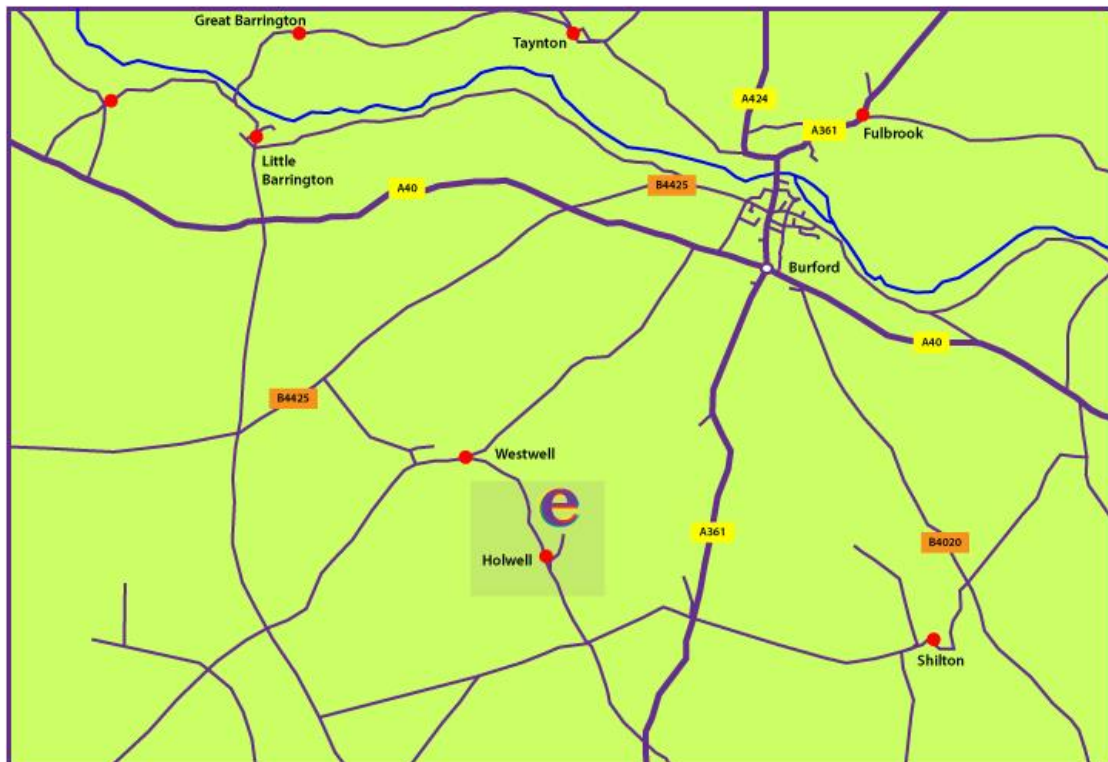 Great Barrington
Taynton
A424
A361
Fulbrook
Little
Barrington
A40
B4425
Burford
A40
B4425
Westwell
e
A361
B4020
Holwell
Shilton